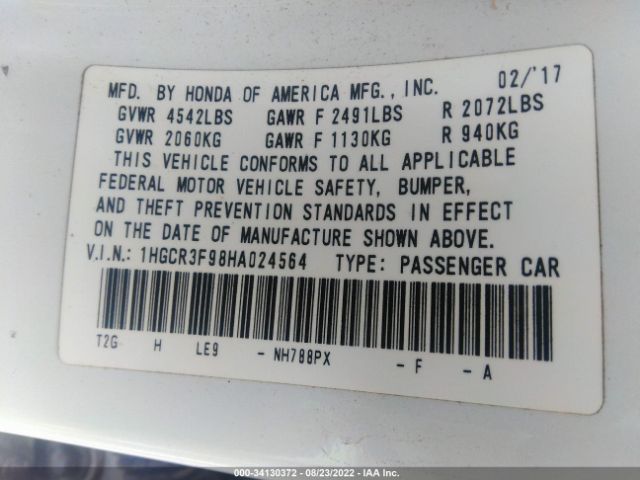 MFD. BY HONDA OF AMERICA MFG., INC. 02/'17
GVWR 4542LBS GAWR F 2491LBS R 2072LBS
GVWR 2060KG GAWR F 1130KG R 940KG
THIS VEHICLE CONFORMS TO ALL APPLICABLE
FEDERAL MOTOR VEHICLE SAFETY, BUMPER,
AND THEFT PREVENTION STANDARDS IN EFFECT
ON THE DATE OF MANUFACTURE SHOWN ABOVE.
V.I.N.: 1HGCR3F98HA024564 TYPE: PASSENGER CAR
T2G H LE9 - NH788PX - F - A
000-34130372 - 08/23/2022 - IAA Inc.